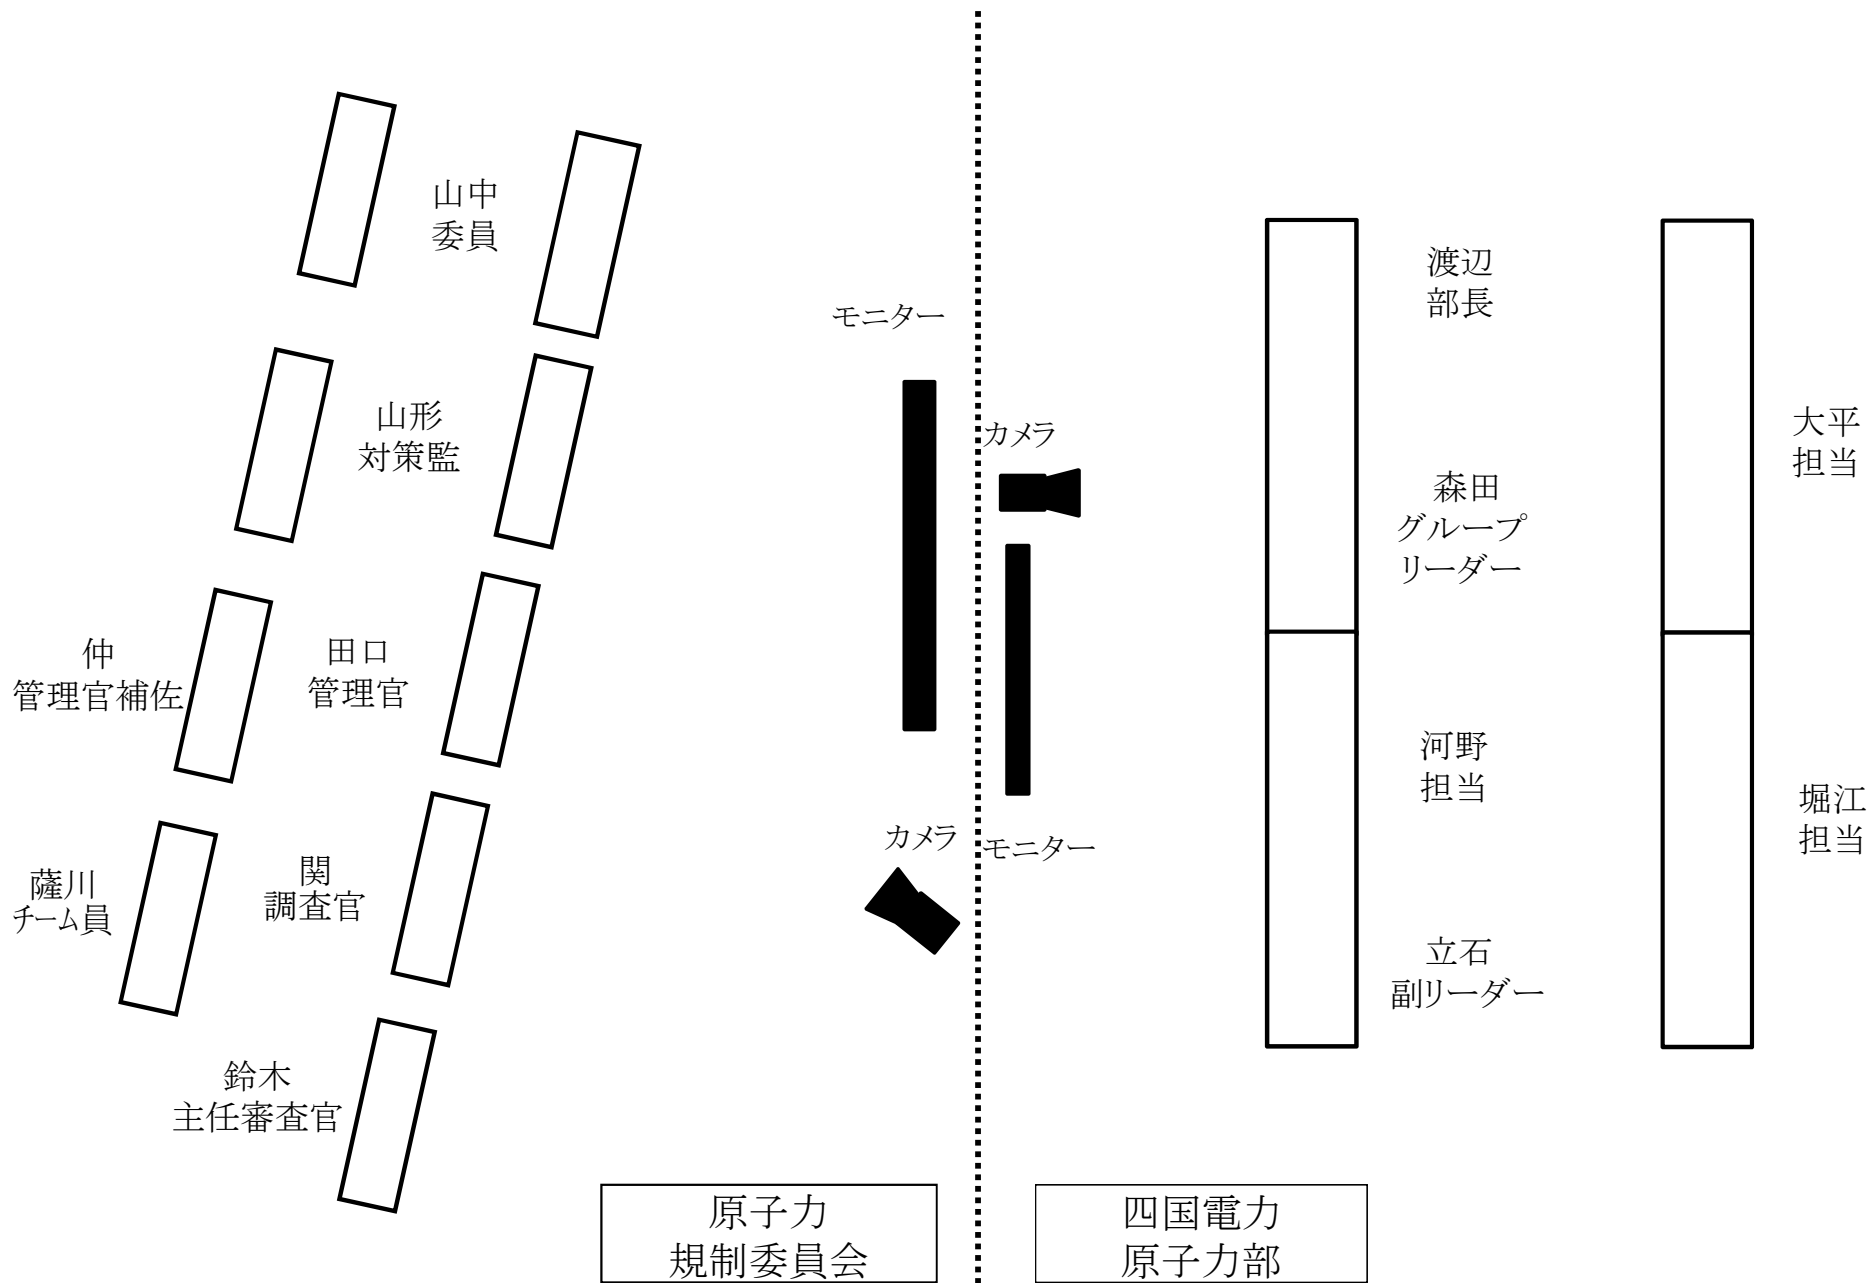 山中
委員
山形
対策監
仲
管理官補佐
田口
管理官
薩川
チーム員
関
調査官
鈴木
主任審査官
モニター
カメラ
カメラ
モニター
渡辺
部長
森田
グループ
リーダー
河野
担当
立石
副リーダー
大平
担当
堀江
担当
原子力
規制委員会
四国電力
原子力部